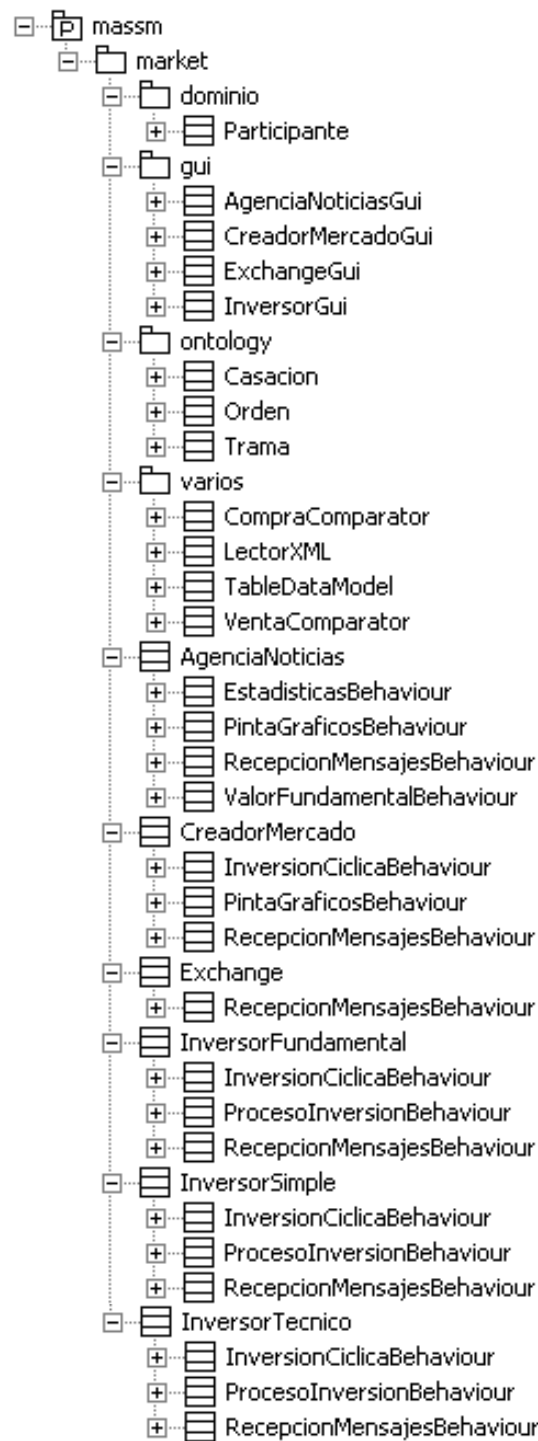 massm
market
dominio
Participante
gui
AgenciaNoticiasGui
CreadorMercadoGui
ExchangeGui
InversorGui
ontology
Casacion
Orden
Trama
varios
CompraComparator
LectorXML
TableDataModel
VentaComparator
AgenciaNoticias
EstadisticasBehaviour
PintaGraficosBehaviour
RecepcionMensajesBehaviour
ValorFundamentalBehaviour
CreadorMercado
InversionCiclicaBehaviour
PintaGraficosBehaviour
RecepcionMensajesBehaviour
Exchange
RecepcionMensajesBehaviour
InversorFundamental
InversionCiclicaBehaviour
ProcesoInversionBehaviour
RecepcionMensajesBehaviour
InversorSimple
InversionCiclicaBehaviour
ProcesoInversionBehaviour
RecepcionMensajesBehaviour
InversorTecnico
InversionCiclicaBehaviour
ProcesoInversionBehaviour
RecepcionMensajesBehaviour